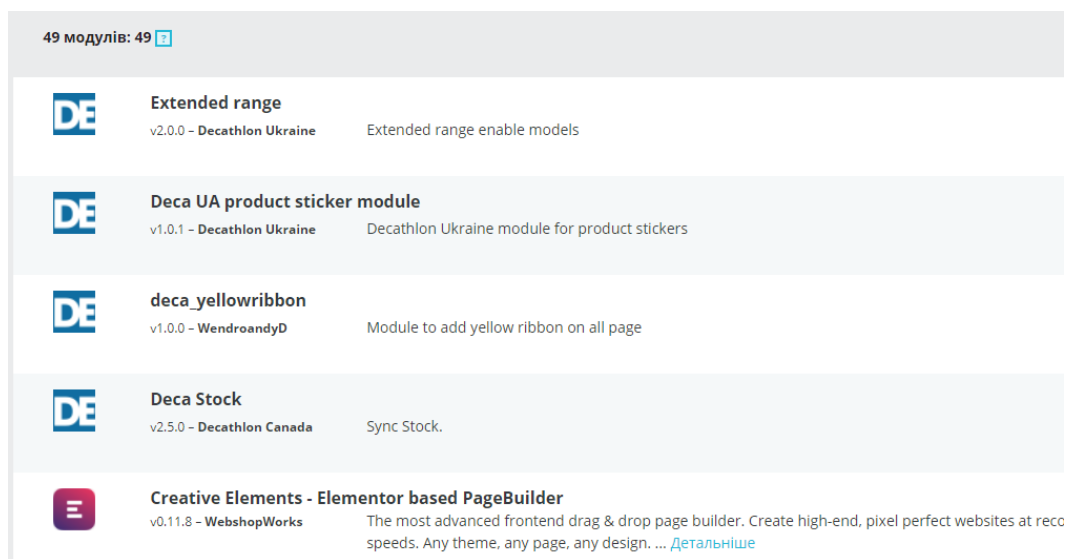 49 модулів: 49 ?
DE
Extended range
v2.0.0 – Decathlon Ukraine Extended range enable models
DE
Deca UA product sticker module
v1.0.1 – Decathlon Ukraine Decathlon Ukraine module for product stickers
DE
deca_yellowribbon
v1.0.0 – WendroandyD Module to add yellow ribbon on all page
DE
Deca Stock
v2.5.0 – Decathlon Canada Sync Stock.
Creative Elements - Elementor based PageBuilder
v0.11.8 – WebshopWorks The most advanced frontend drag & drop page builder. Create high-end, pixel perfect websites at reco
speeds. Any theme, any page, any design. ... Детальніше